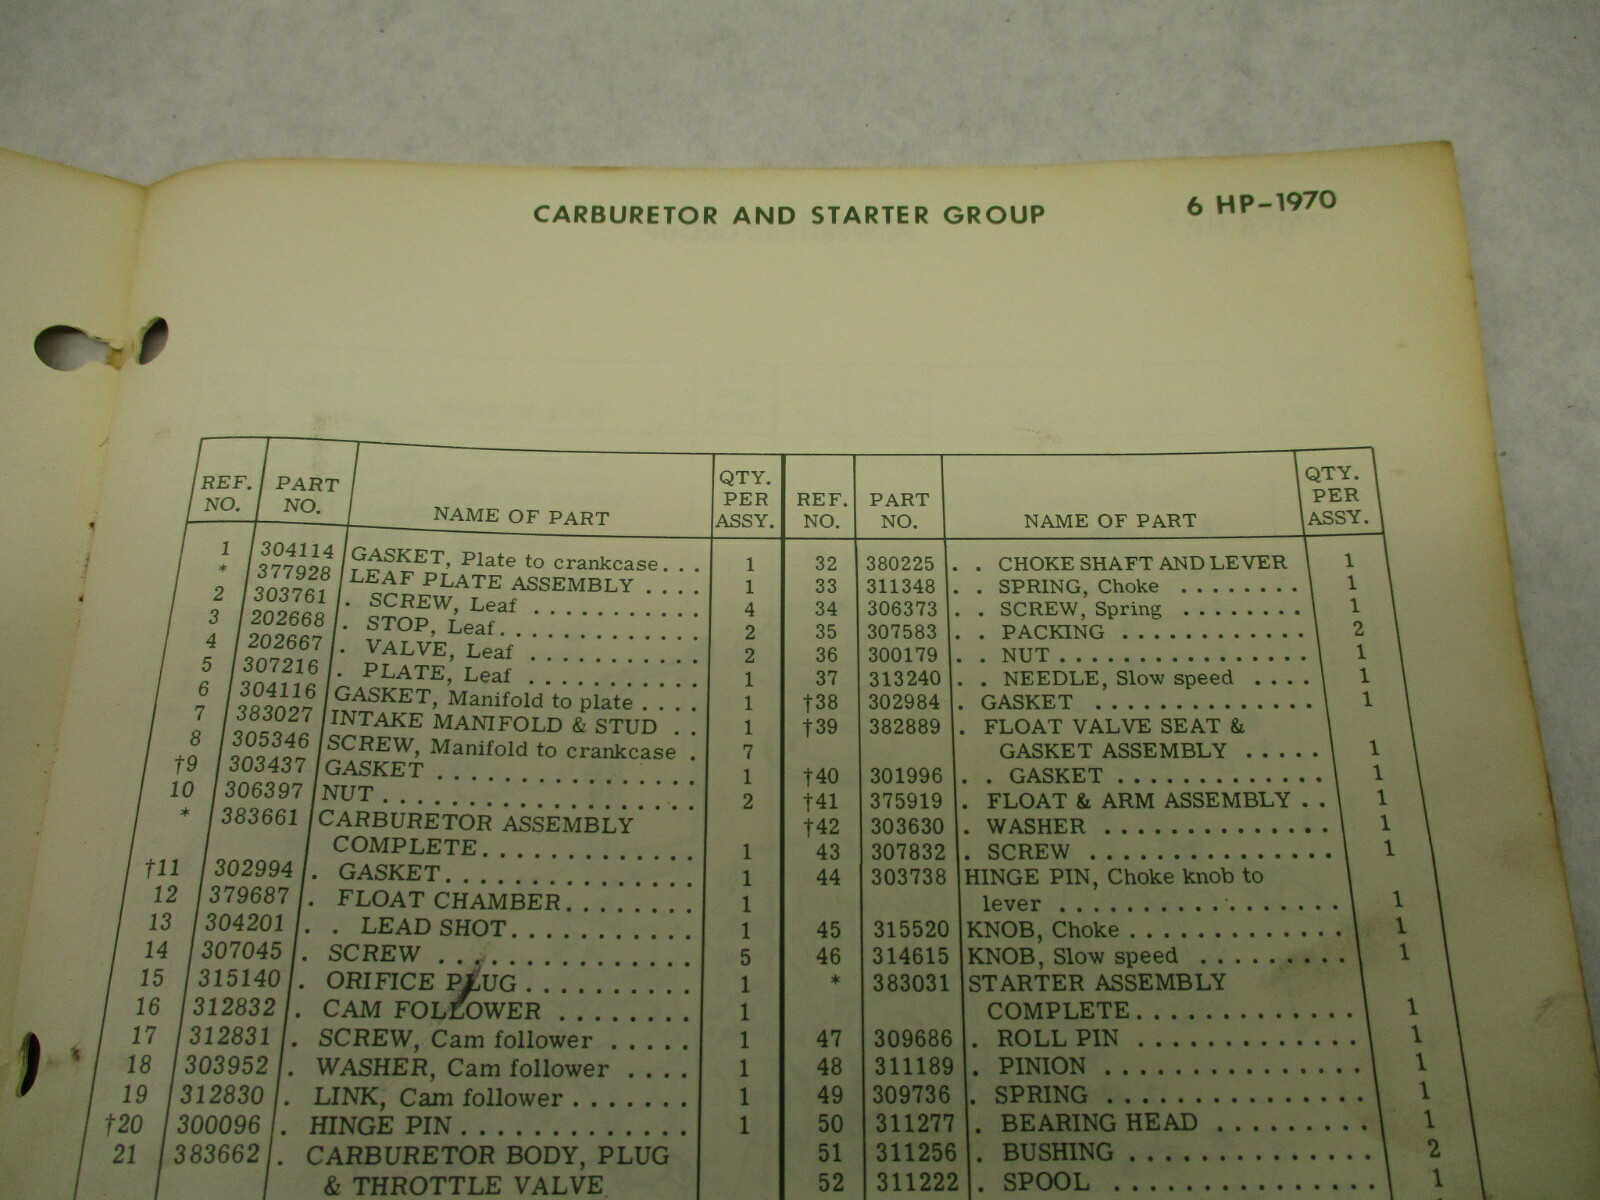 CARBURETOR AND STARTER GROUP 6 HP-1970
REF. NO. PART NO. NAME OF PART QTY. PER ASSY.
1 304114 GASKET, Plate to crankcase... 1
* 377928 LEAF PLATE ASSEMBLY .... 1
2 303761 . SCREW, Leaf ............ 4
3 202668 . STOP, Leaf............. 2
4 202667 . VALVE, Leaf ........... 2
5 307216 . PLATE, Leaf ........... 1
6 304116 GASKET, Manifold to plate .... 1
7 383027 INTAKE MANIFOLD & STUD .. 1
8 305346 SCREW, Manifold to crankcase . 7
†9 303437 GASKET ................ 1
10 306397 NUT................... 2
* 383661 CARBURETOR ASSEMBLY
COMPLETE............. 1
†11 302994 . GASKET............... 1
12 379687 . FLOAT CHAMBER........ 1
13 304201 . . LEAD SHOT........... 1
14 307045 . SCREW ............... 5
15 315140 . ORIFICE PLUG.......... 1
16 312832 . CAM FOLLOWER ........ 1
17 312831 . SCREW, Cam follower ..... 1
18 303952 . WASHER, Cam follower .... 1
19 312830 . LINK, Cam follower....... 1
†20 300096 . HINGE PIN............. 1
21 383662 . CARBURETOR BODY, PLUG
& THROTTLE VALVE
REF. NO. PART NO. NAME OF PART QTY. PER ASSY.
32 380225 . . CHOKE SHAFT AND LEVER 1
33 311348 . . SPRING, Choke ........ 1
34 306373 . . SCREW, Spring ........ 1
35 307583 . . PACKING ............ 2
36 300179 . . NUT................ 1
37 313240 . . NEEDLE, Slow speed .... 1
†38 302984 . GASKET .............. 1
†39 382889 . FLOAT VALVE SEAT &
GASKET ASSEMBLY ..... 1
†40 301996 . . GASKET ............. 1
†41 375919 . FLOAT & ARM ASSEMBLY .. 1
†42 303630 . WASHER .............. 1
43 307832 . SCREW ............... 1
44 303738 HINGE PIN, Choke knob to
lever ................. 1
45 315520 KNOB, Choke ............. 1
46 314615 KNOB, Slow speed ......... 1
* 383031 STARTER ASSEMBLY
COMPLETE............. 1
47 309686 . ROLL PIN ............. 1
48 311189 . PINION ............... 1
49 309736 . SPRING ............... 1
50 311277 . BEARING HEAD ......... 1
51 311256 . BUSHING .............. 2
52 311222 . SPOOL ............... 1